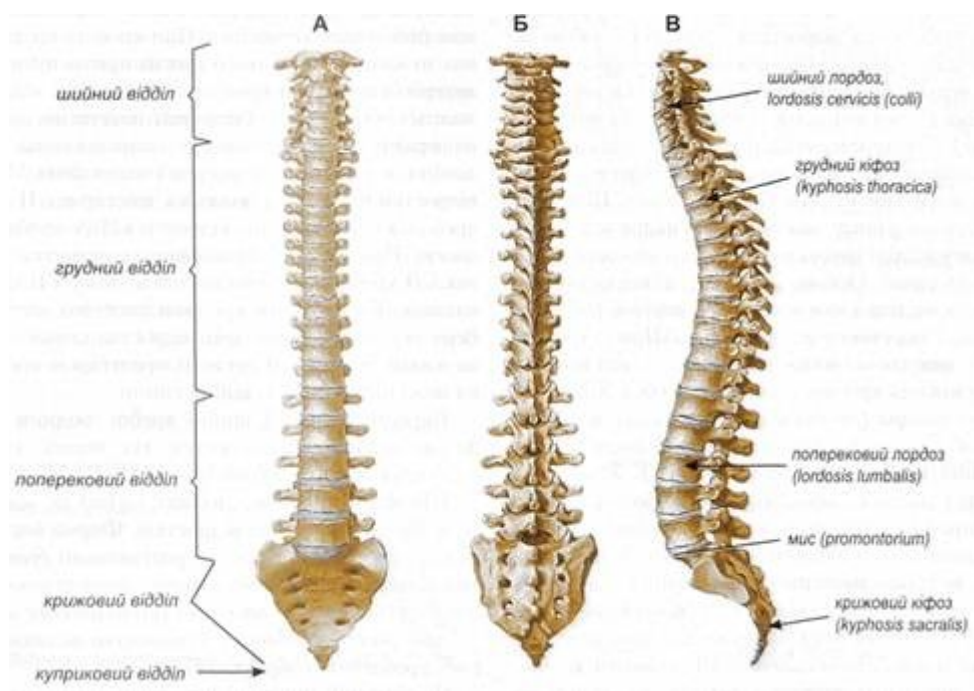 А
Б
В
шийний відділ
грудний відділ
поперековий відділ
крижовий відділ
куприковий відділ
шийний лордоз,
lordosis cervicis (colli)
грудний кіфоз
(kyphosis thoracica)
поперековий лордоз
(lordosis lumbalis)
мис (promontorium)
крижовий кіфоз
(kyphosis sacralis)